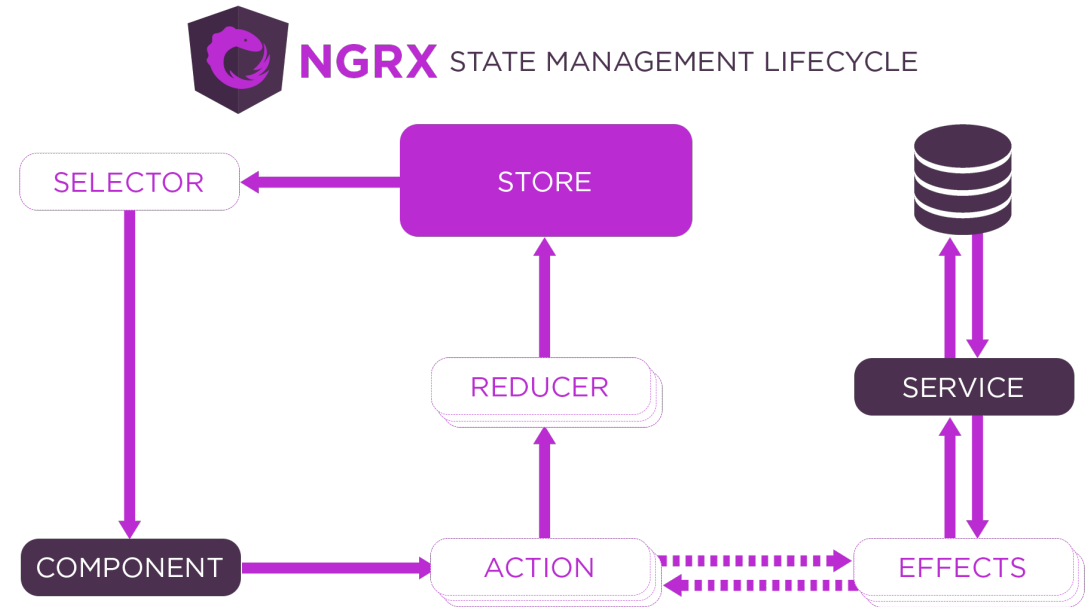 NGRX STATE MANAGEMENT LIFECYCLE
SELECTOR
STORE
REDUCER
SERVICE
COMPONENT
ACTION
EFFECTS